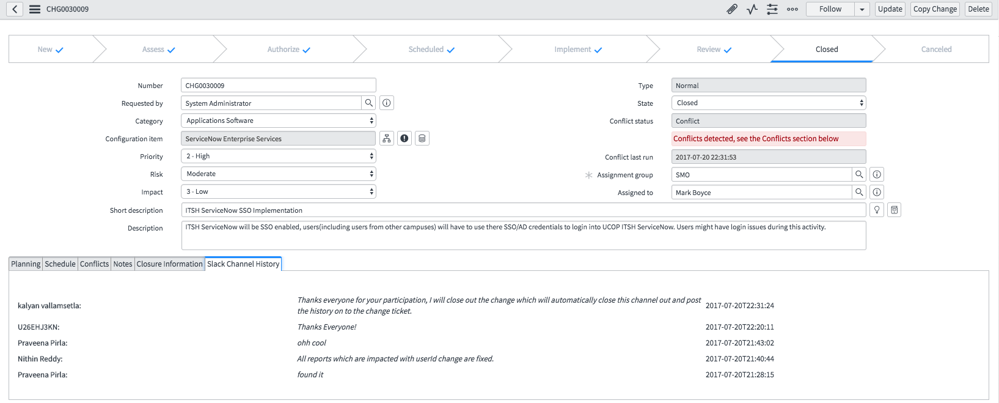 CHG0030009
Follow
Update
Copy Change
Delete
New
Assess
Authorize
Scheduled
Implement
Review
Closed
Canceled
Number
CHG0030009
Requested by
System Administrator
Category
Applications Software
Configuration item
ServiceNow Enterprise Services
Priority
2 - High
Risk
Moderate
Impact
3 - Low
Type
Normal
State
Closed
Conflict status
Conflict
Conflicts detected, see the Conflicts section below
Conflict last run
2017-07-20 22:31:53
Assignment group
SMO
Assigned to
Mark Boyce
Short description
ITSH ServiceNow SSO Implementation
Description
ITSH ServiceNow will be SSO enabled, users(including users from other campuses) will have to use there SSO/AD credentials to login into UCOP ITSH ServiceNow. Users might have login issues during this activity.
Planning
Schedule
Conflicts
Notes
Closure Information
Slack Channel History
kalyan vallamsetla:
Thanks everyone for your participation, I will close out the change which will automatically close this channel out and post
the history on to the change ticket.
2017-07-20T22:31:24
U26EHJ3KN:
Thanks Everyone!
2017-07-20T22:20:11
Praveena Pirla:
ohh cool
2017-07-20T21:43:02
Nithin Reddy:
All reports which are impacted with userId change are fixed.
2017-07-20T21:40:44
Praveena Pirla:
found it
2017-07-20T21:28:15